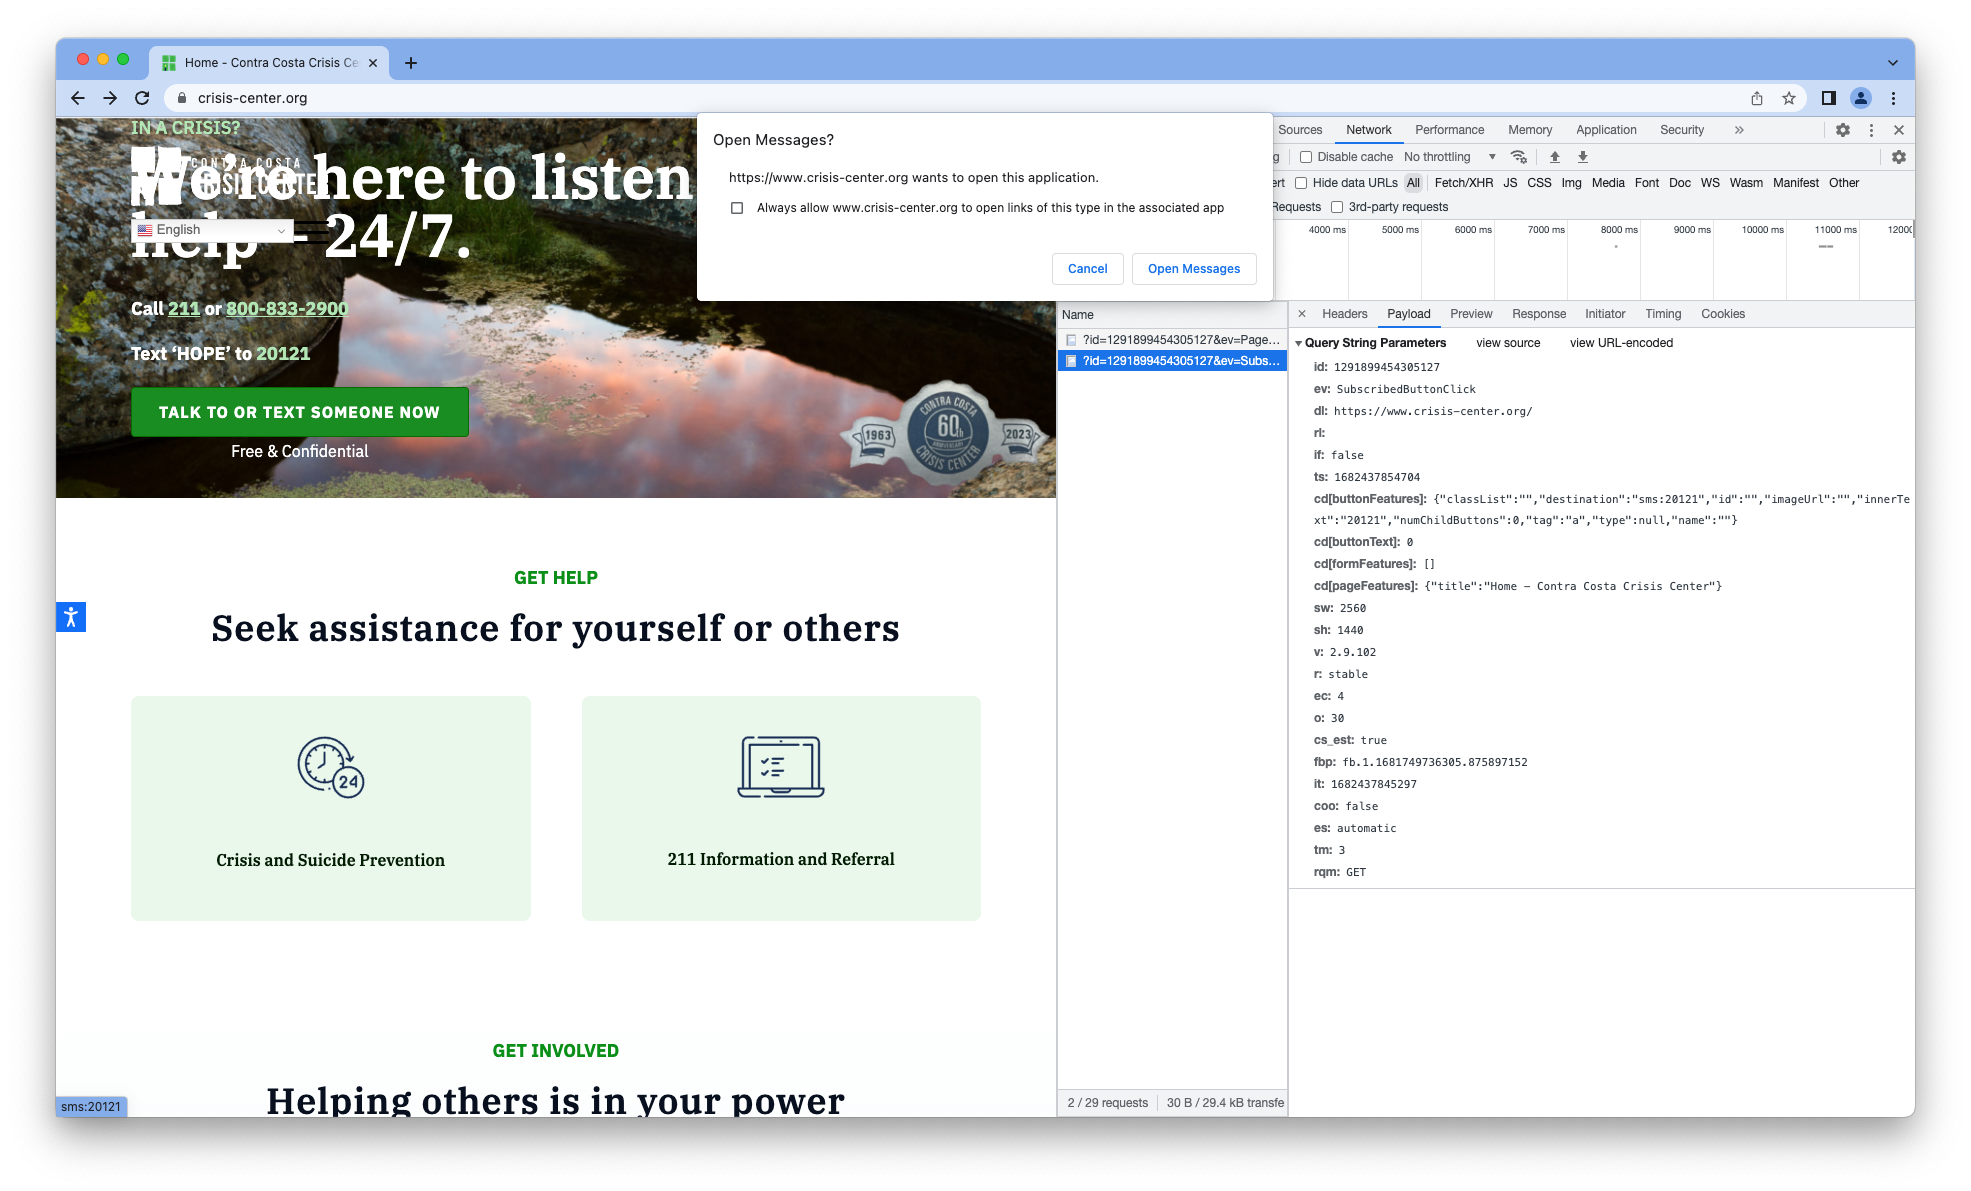 Home - Contra Costa Crisis Ce
crisis-center.org
IN A CRISIS?
CONTRA COSTA
CRISIS CENTER
We're here to listen
help - 24/7.
English
Call 211 or 800-833-2900
Text ‘HOPE’ to 20121
TALK TO OR TEXT SOMEONE NOW
Free & Confidential
1963
CONTRA COSTA
60th
ANNIVERSARY
CRISIS CENTER
2023
GET HELP
Seek assistance for yourself or others
24
Crisis and Suicide Prevention
211 Information and Referral
GET INVOLVED
Helping others is in your power
sms:20121
Open Messages?
https://www.crisis-center.org wants to open this application.
Always allow www.crisis-center.org to open links of this type in the associated app
Cancel
Open Messages
Sources Network Performance Memory Application Security
Disable cache No throttling
Hide data URLs All Fetch/XHR JS CSS Img Media Font Doc WS Wasm Manifest Other
Requests 3rd-party requests
4000 ms 5000 ms 6000 ms 7000 ms 8000 ms 9000 ms 10000 ms 11000 ms 1200
Name
?id=1291899454305127&ev=Page...
?id=1291899454305127&ev=Subs...
2 / 29 requests 30 B / 29.4 kB transfe
Headers Payload Preview Response Initiator Timing Cookies
Query String Parameters view source view URL-encoded
id: 1291899454305127
ev: SubscribedButtonClick
dl: https://www.crisis-center.org/
rl:
if: false
ts: 1682437854704
cd[buttonFeatures]: {"classList":"","destination":"sms:20121","id":"","imageUrl":"","innerTe
xt":"20121","numChildButtons":0,"tag":"a","type":null,"name":""}
cd[buttonText]: 0
cd[formFeatures]: []
cd[pageFeatures]: {"title":"Home - Contra Costa Crisis Center"}
sw: 2560
sh: 1440
v: 2.9.102
r: stable
ec: 4
o: 30
cs_est: true
fbp: fb.1.1681749736305.875897152
it: 1682437845297
coo: false
es: automatic
tm: 3
rqm: GET